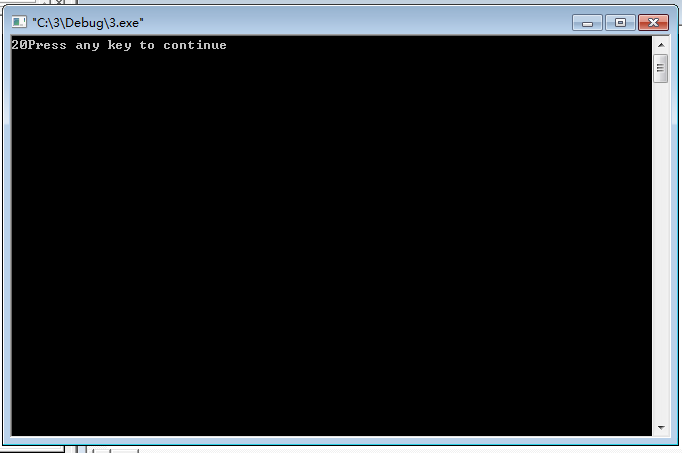 "C:\3\Debug\3.exe"
20Press any key to continue